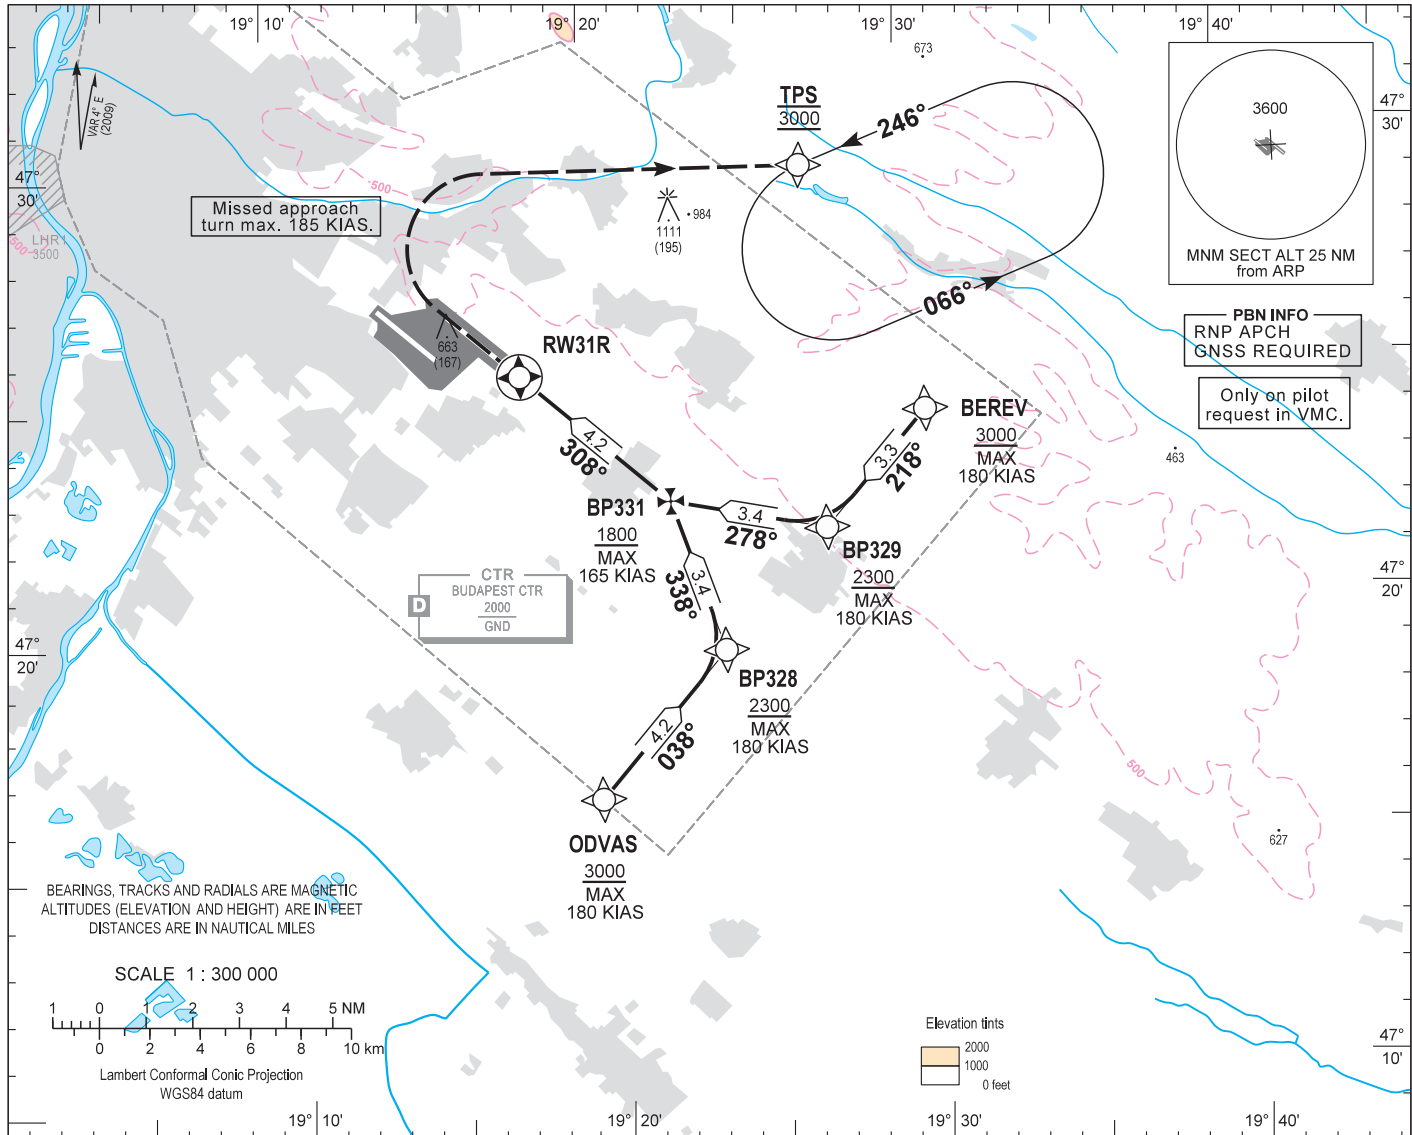 19° 10'
19° 20'
19° 30'
19° 40'
673
VAR 4° E
(2009)
TPS
3000
246°
3600
47°
30'
47°
30'
500
Missed approach
turn max. 185 KIAS.
984
1111
(195)
LHR1
3500
500
MNM SECT ALT 25 NM
from ARP
066°
PBN INFO
RNP APCH
GNSS REQUIRED
663
(167)
RW31R
Only on pilot
request in VMC.
BEREV
3000
MAX
180 KIAS
4.2
308°
3.3
218°
463
BP331
1800
MAX
165 KIAS
3.4
278°
BP329
2300
MAX
180 KIAS
CTR
BUDAPEST CTR
D
2000
GND
3.4
338°
47°
20'
47°
20'
BP328
2300
MAX
180 KIAS
4.2
038°
500
627
ODVAS
3000
MAX
180 KIAS
BEARINGS, TRACKS AND RADIALS ARE MAGNETIC
ALTITUDES (ELEVATION AND HEIGHT) ARE IN FEET
DISTANCES ARE IN NAUTICAL MILES
SCALE 1 : 300 000
1 0 1 2 3 4 5 NM
0 2 4 6 8 10 km
Lambert Conformal Conic Projection
WGS84 datum
Elevation tints
2000
1000
0 feet
47°
10'
19° 10'
19° 20'
19° 30'
19° 40'